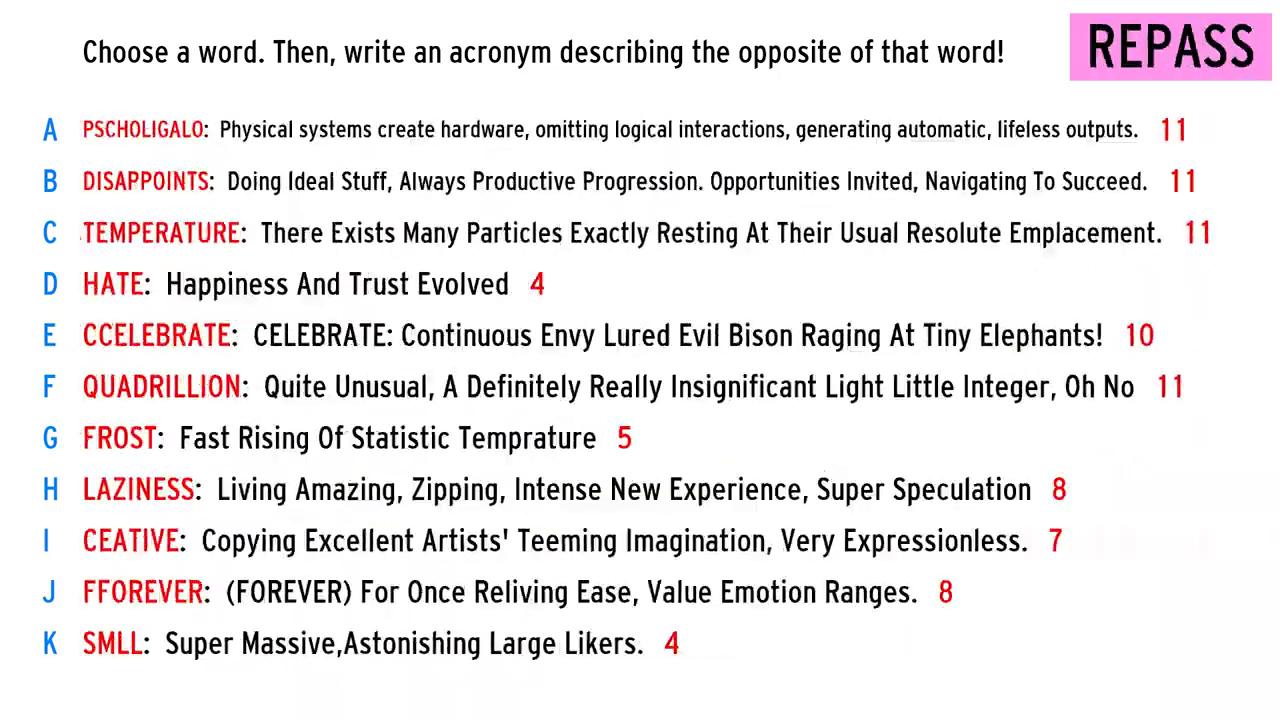 Choose a word. Then, write an acronym describing the opposite of that word! REPASS
A PSCHOLIGALO: Physical systems create hardware, omitting logical interactions, generating automatic, lifeless outputs. 11
B DISAPPOINTS: Doing Ideal Stuff, Always Productive Progression. Opportunities Invited, Navigating To Succeed. 11
C TEMPERATURE: There Exists Many Particles Exactly Resting At Their Usual Resolute Emplacement. 11
D HATE: Happiness And Trust Evolved 4
E CCELEBRATE: CELEBRATE: Continuous Envy Lured Evil Bison Raging At Tiny Elephants! 10
F QUADRILLION: Quite Unusual, A Definitely Really Insignificant Light Little Integer, Oh No 11
G FROST: Fast Rising Of Statistic Temprature 5
H LAZINESS: Living Amazing, Zipping, Intense New Experience, Super Speculation 8
I CEATIVE: Copying Excellent Artists' Teeming Imagination, Very Expressionless. 7
J FFOREVER: (FOREVER) For Once Reliving Ease, Value Emotion Ranges. 8
K SMLL: Super Massive,Astonishing Large Likers. 4